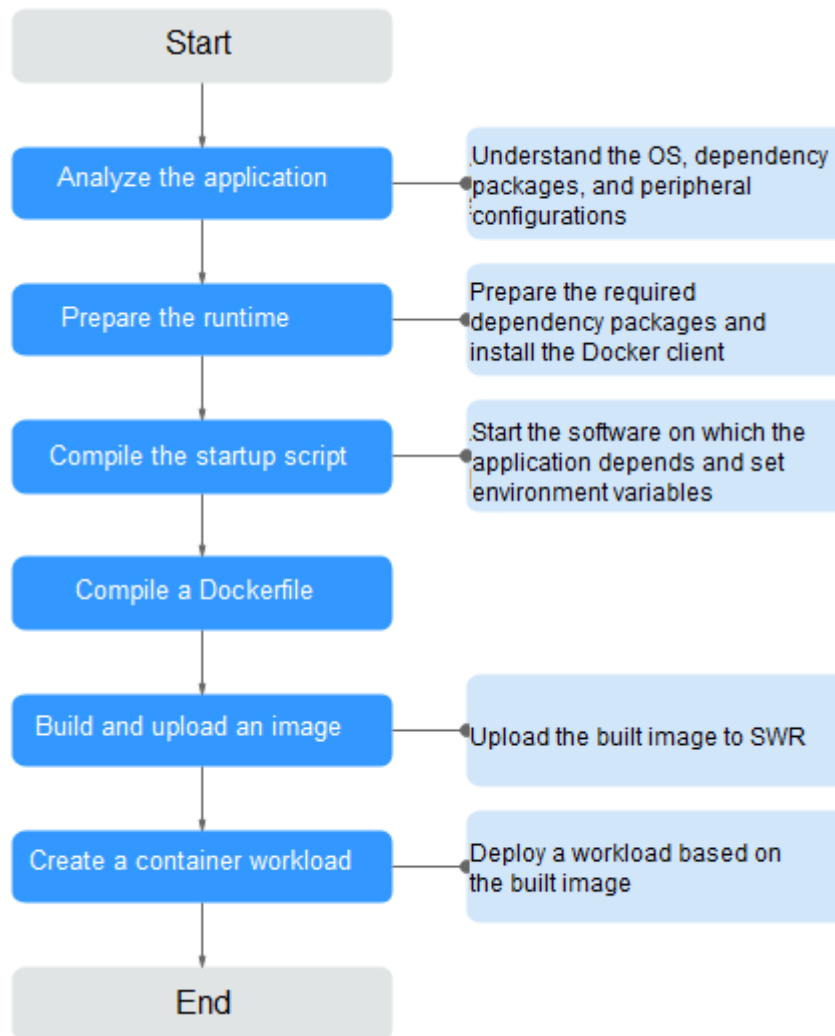 Start
Analyze the application
Understand the OS, dependency
packages, and peripheral
configurations
Prepare the runtime
Prepare the required
dependency packages and
install the Docker client
Compile the startup script
Start the software on which the
application depends and set
environment variables
Compile a Dockerfile
Build and upload an image
Upload the built image to SWR
Create a container workload
Deploy a workload based on
the built image
End